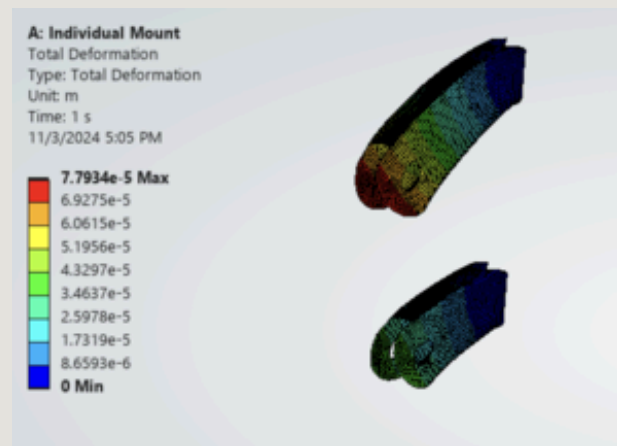 A: Individual Mount
Total Deformation
Type: Total Deformation
Unit: m
Time: 1 s
11/3/2024 5:05 PM
7.7934e-5 Max
6.9275e-5
6.0615e-5
5.1956e-5
4.3297e-5
3.4637e-5
2.5978e-5
1.7319e-5
8.6593e-6
0 Min